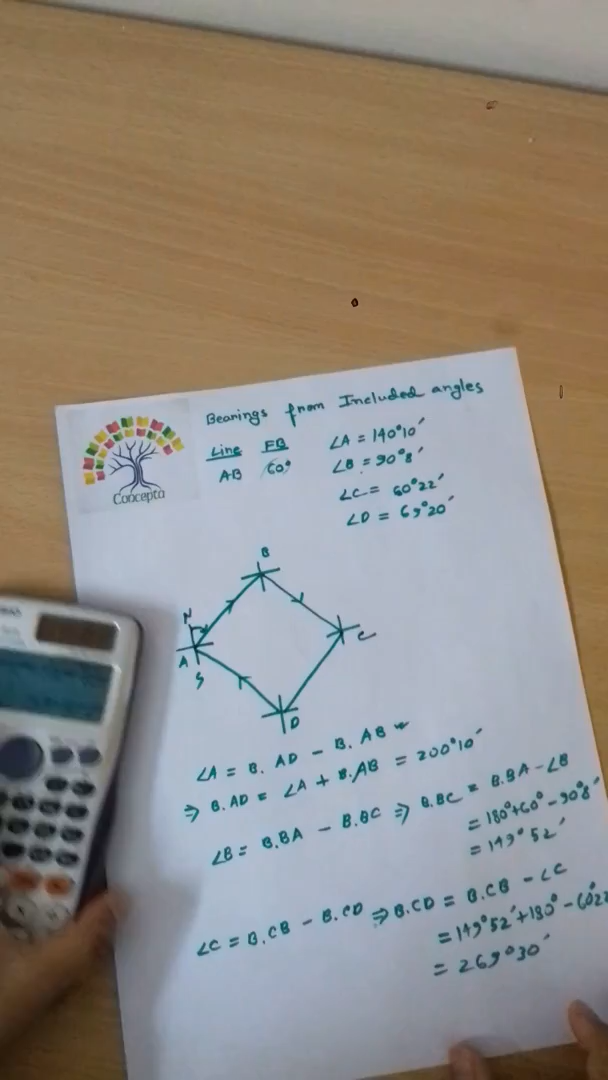 Bearings from Included angles
Line FB ∠A = 140°10′
AB 60° ∠B = 90°8′
∠C = 60°22′
∠D = 69°20′
Concepta
B
N
A
C
S
D
∠A = B. AD − B. AB
⇒ B. AD = ∠A + B. AB = 200°10′
∠B = B.BA − B.BC ⇒ B.BC = B.BA − ∠B
= 180°+60° − 90°8′
= 149°52′
∠C = B.CB − B.CD ⇒ B.CD = B.CB − ∠C
= 149°52′+180° − 60°22
= 269°30′